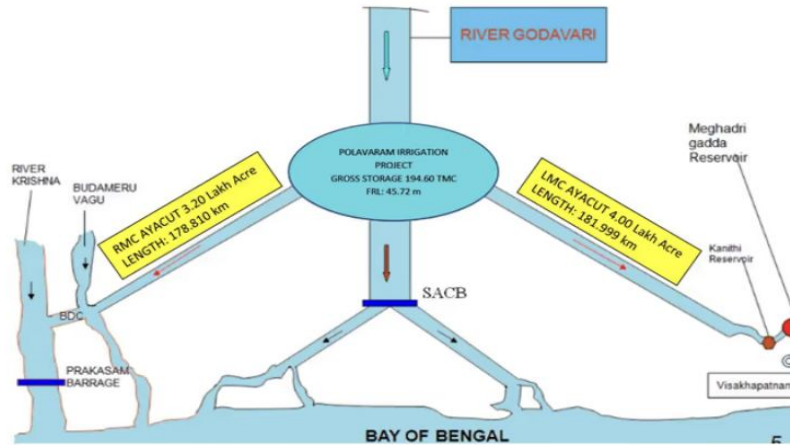 RIVER GODAVARI
POLAVARAM IRRIGATION
PROJECT
GROSS STORAGE 194.60 TMC
FRL: 45.72 m
Meghadri
gadda
Reservoir
RIVER
KRISHNA
BUDAMERU
VAGU
RMC AYACUT 3.20 Lakh Acre
LENGTH: 178.810 km
LMC AYACUT 4.00 Lakh Acre
LENGTH: 181.999 km
Kanithi
Reservoir
SACB
BDC
PRAKASAM
BARRAGE
Visakhapatnam
BAY OF BENGAL